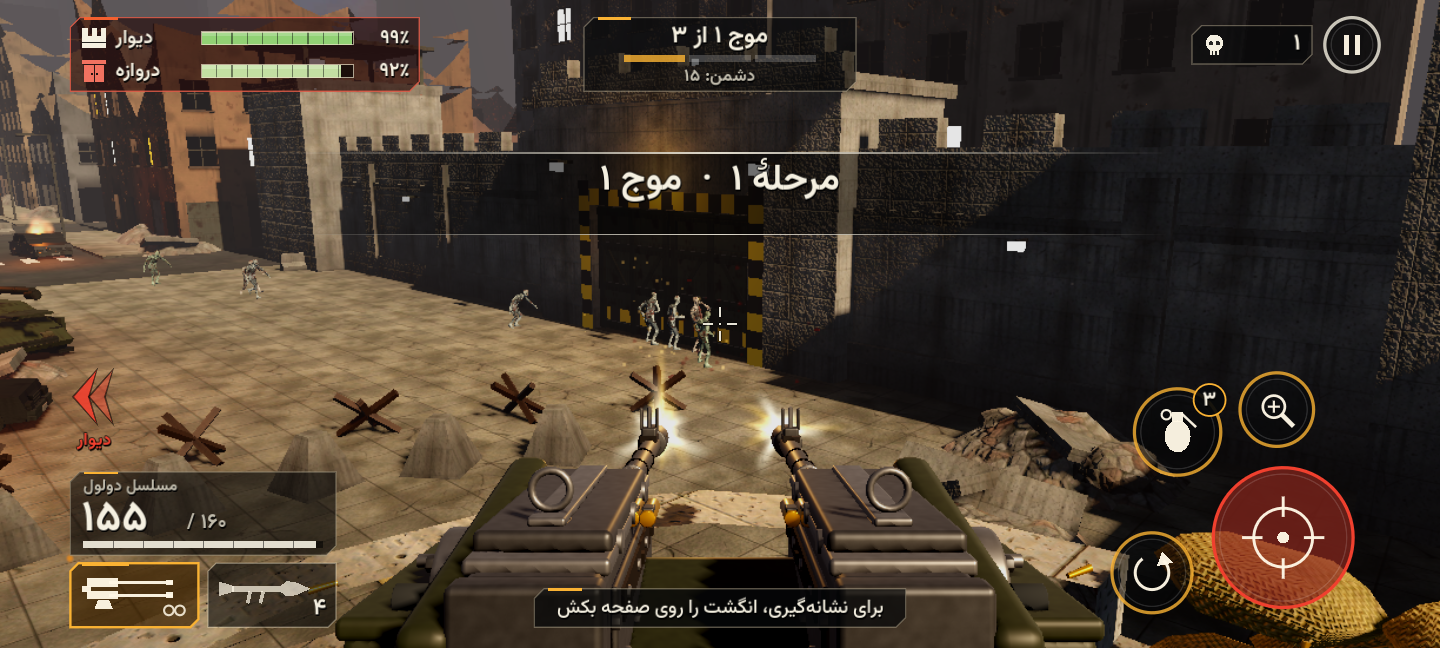 دیوار ۹۹٪
دروازه ۹۲٪
موج ۱ از ۳
دشمن: ۱۵
۱
مرحلهٔ ۱ · موج ۱
دیوار
۳
مسلسل دولول
۱۵۵ / ۱۶۰
∞
۴
برای نشانه‌گیری، انگشت را روی صفحه بکش